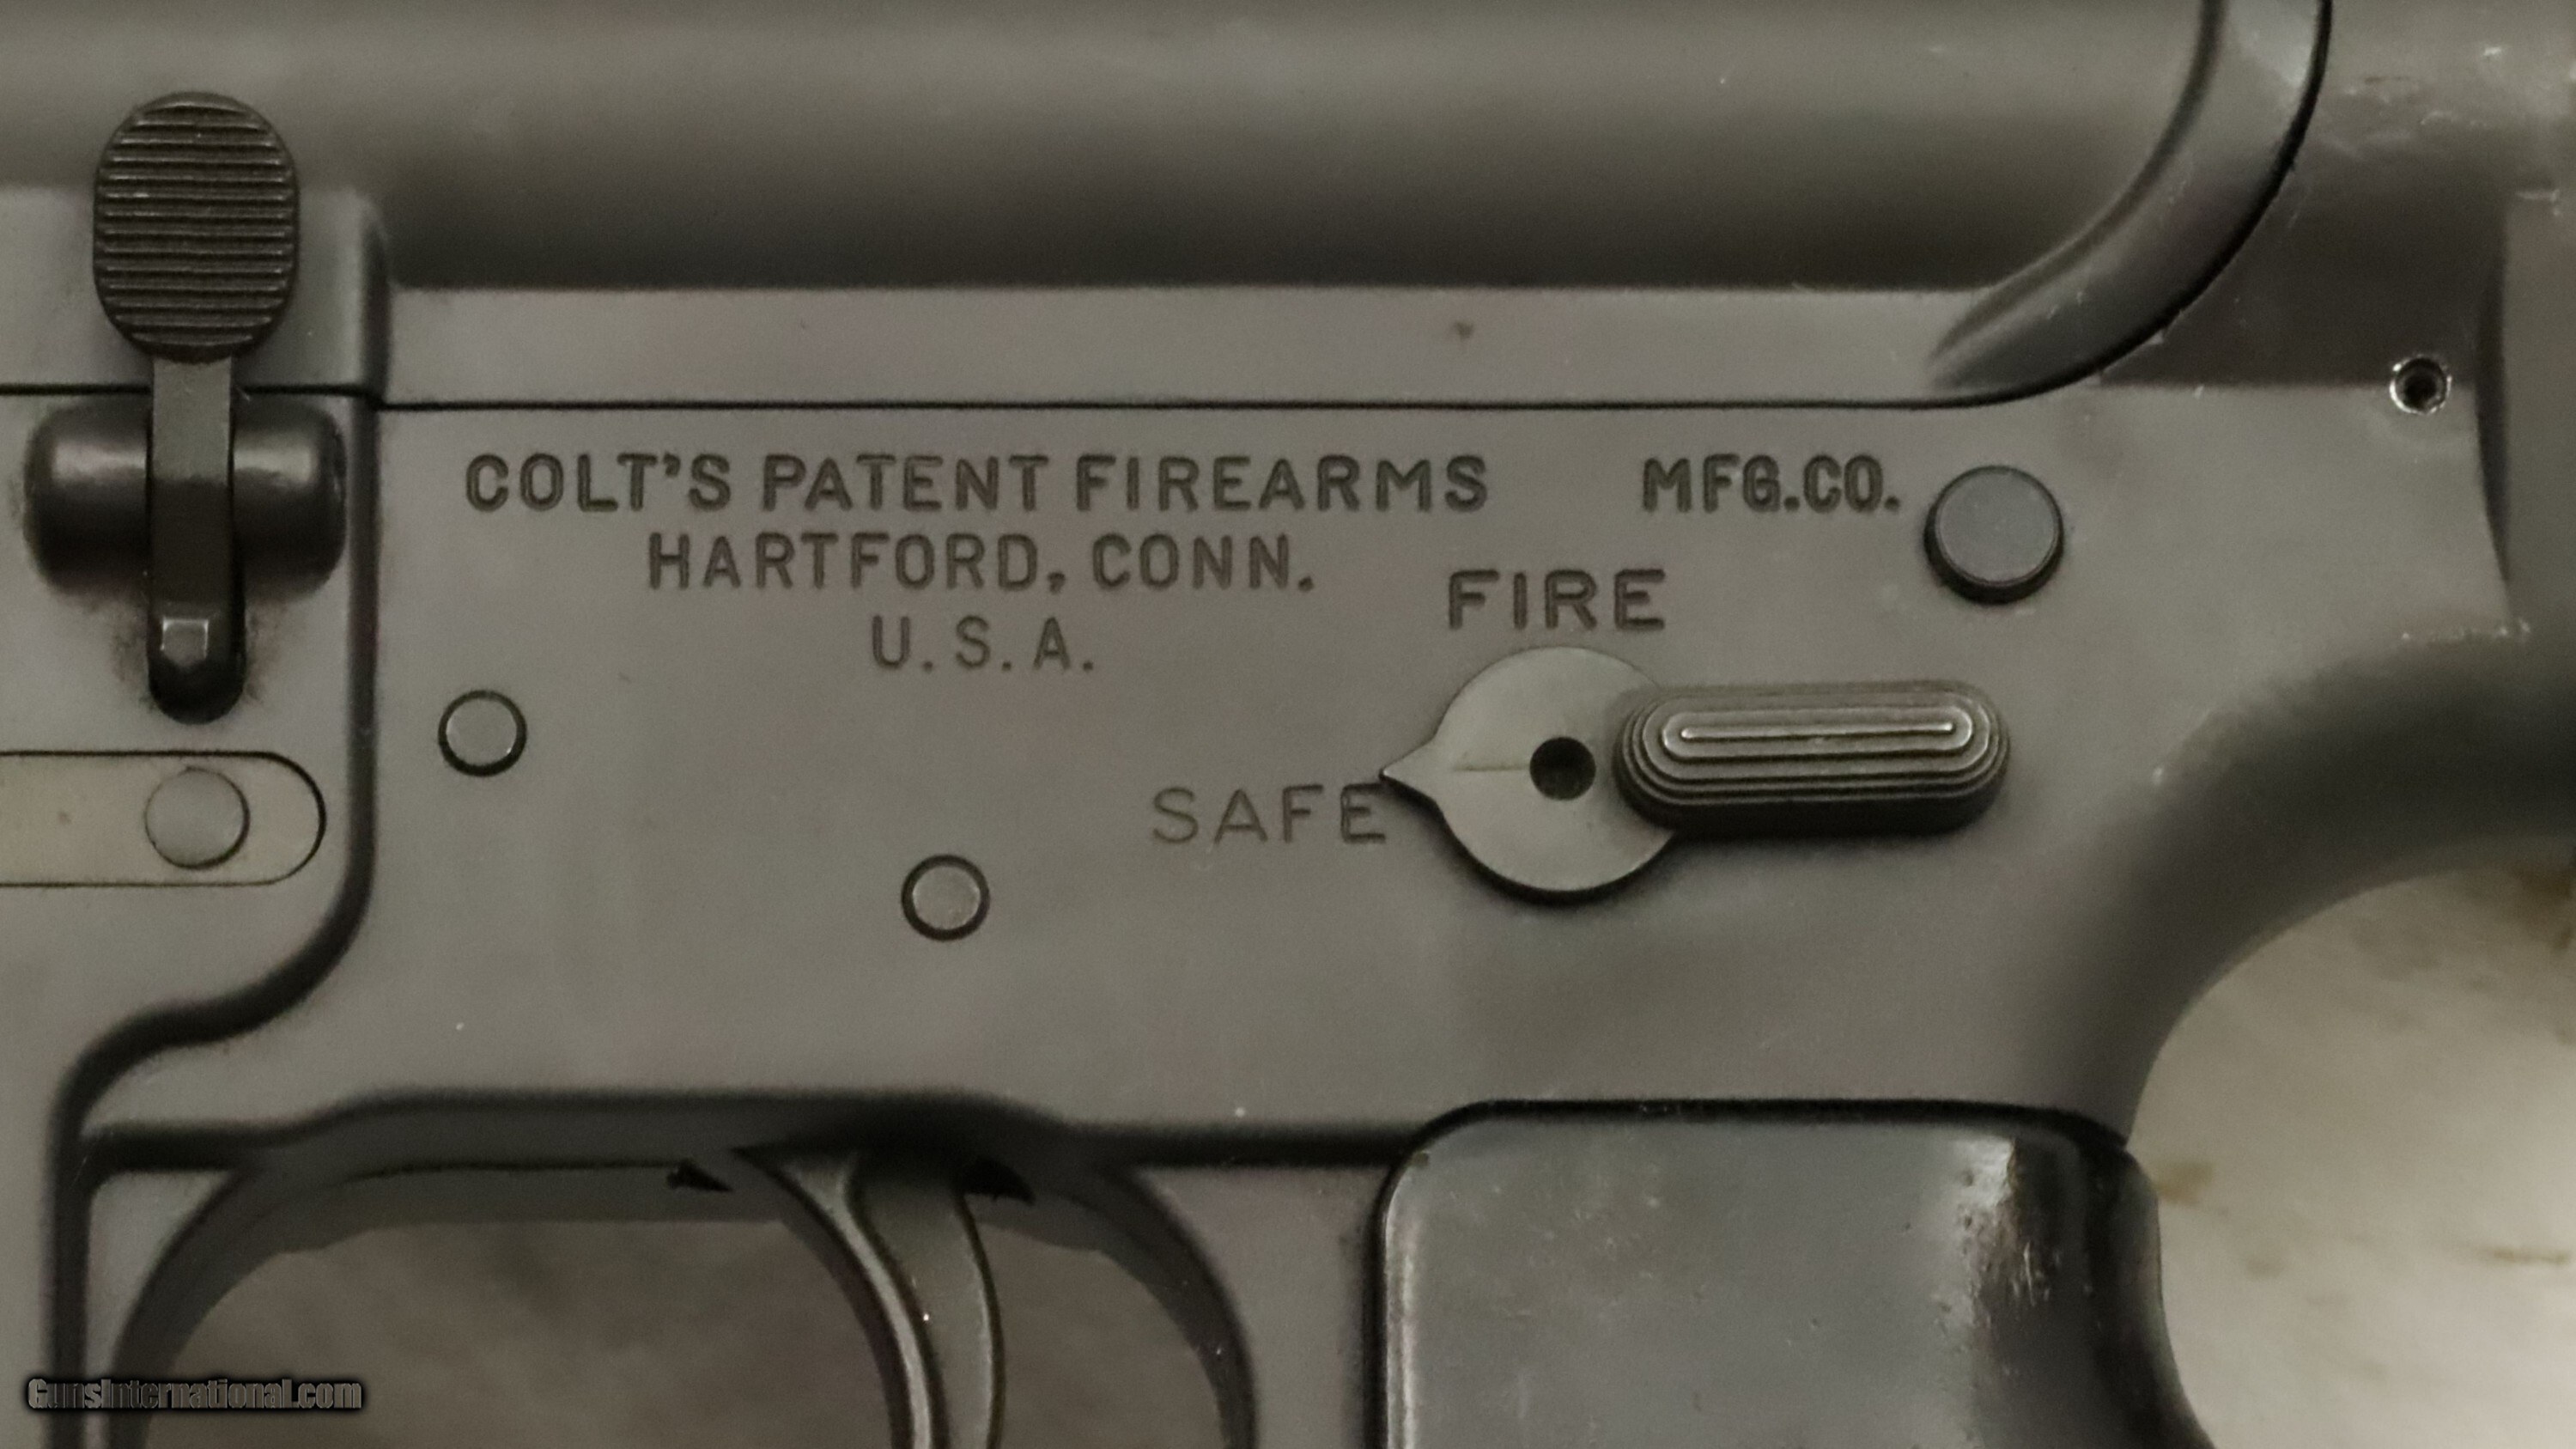 COLT'S PATENT FIREARMS MFG.CO.
HARTFORD, CONN.
U.S.A.
FIRE
SAFE
GunsInternational.com